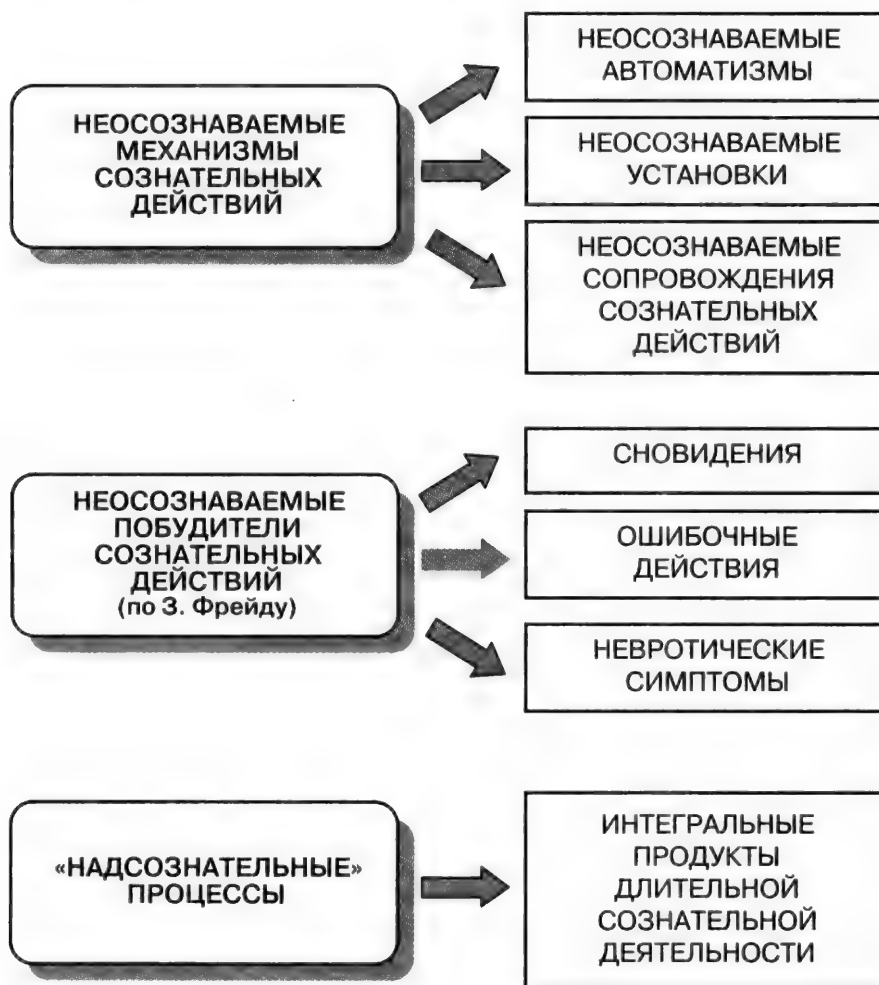 НЕОСОЗНАВАЕМЫЕ
МЕХАНИЗМЫ
СОЗНАТЕЛЬНЫХ
ДЕЙСТВИЙ
НЕОСОЗНАВАЕМЫЕ
АВТОМАТИЗМЫ
НЕОСОЗНАВАЕМЫЕ
УСТАНОВКИ
НЕОСОЗНАВАЕМЫЕ
СОПРОВОЖДЕНИЯ
СОЗНАТЕЛЬНЫХ
ДЕЙСТВИЙ
НЕОСОЗНАВАЕМЫЕ
ПОБУДИТЕЛИ
СОЗНАТЕЛЬНЫХ
ДЕЙСТВИЙ
(по З. Фрейду)
СНОВИДЕНИЯ
ОШИБОЧНЫЕ
ДЕЙСТВИЯ
НЕВРОТИЧЕСКИЕ
СИМПТОМЫ
«НАДСОЗНАТЕЛЬНЫЕ»
ПРОЦЕССЫ
ИНТЕГРАЛЬНЫЕ
ПРОДУКТЫ
ДЛИТЕЛЬНОЙ
СОЗНАТЕЛЬНОЙ
ДЕЯТЕЛЬНОСТИ